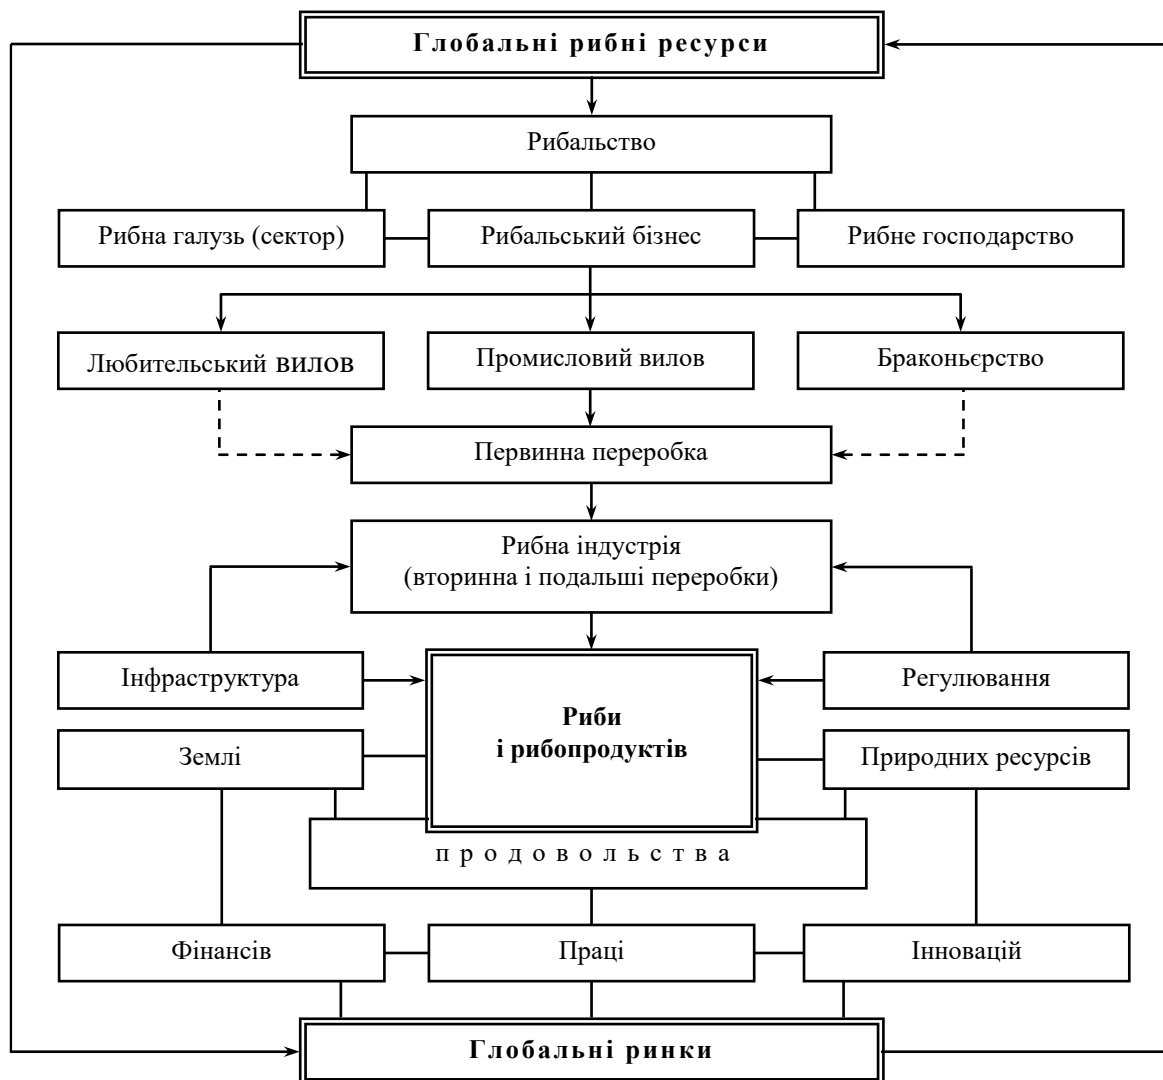 Глобальні рибні ресурси
Рибальство
Рибна галузь (сектор)
Рибальський бізнес
Рибне господарство
Любительський вилов
Промисловий вилов
Браконьєрство
Первинна переробка
Рибна індустрія
(вторинна і подальші переробки)
Інфраструктура
Регулювання
Риби
і рибопродуктів
Землі
Природних ресурсів
продовольства
Фінансів
Праці
Інновацій
Глобальні ринки